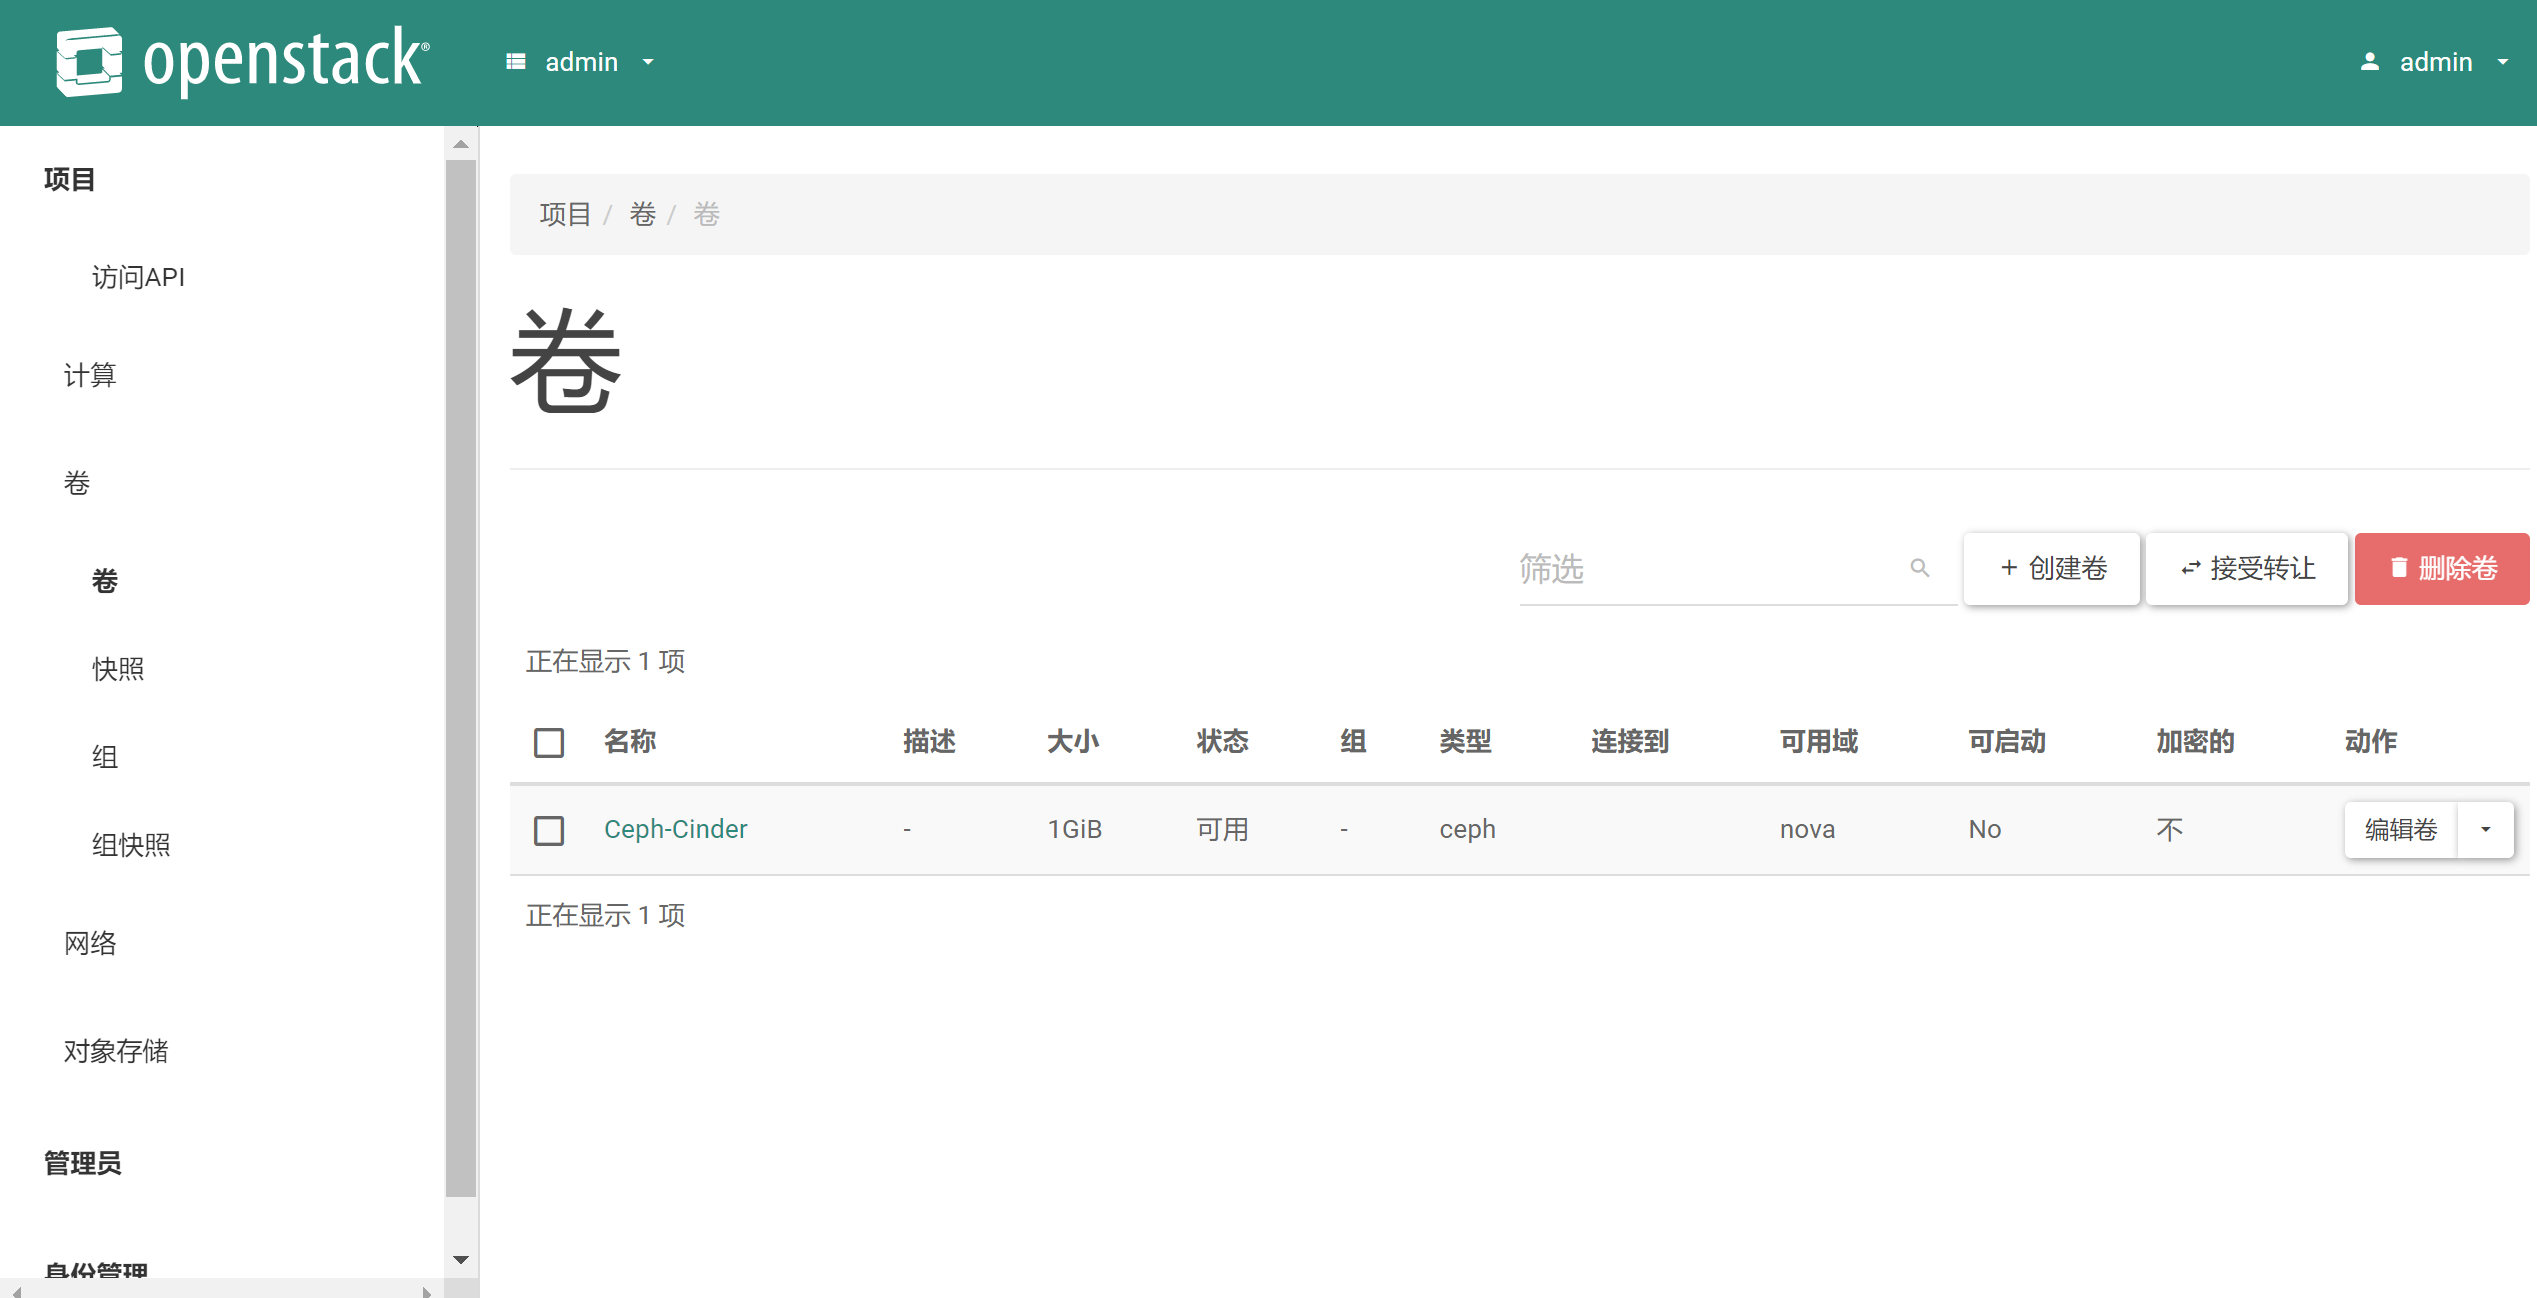 openstack®
admin
admin
项目
访问API
计算
卷
卷
快照
组
组快照
网络
对象存储
管理员
身份管理
项目 / 卷 / 卷
卷
筛选
+ 创建卷
接受转让
删除卷
正在显示 1 项
名称 描述 大小 状态 组 类型 连接到 可用域 可启动 加密的 动作
Ceph-Cinder - 1GiB 可用 - ceph nova No 不 编辑卷
正在显示 1 项